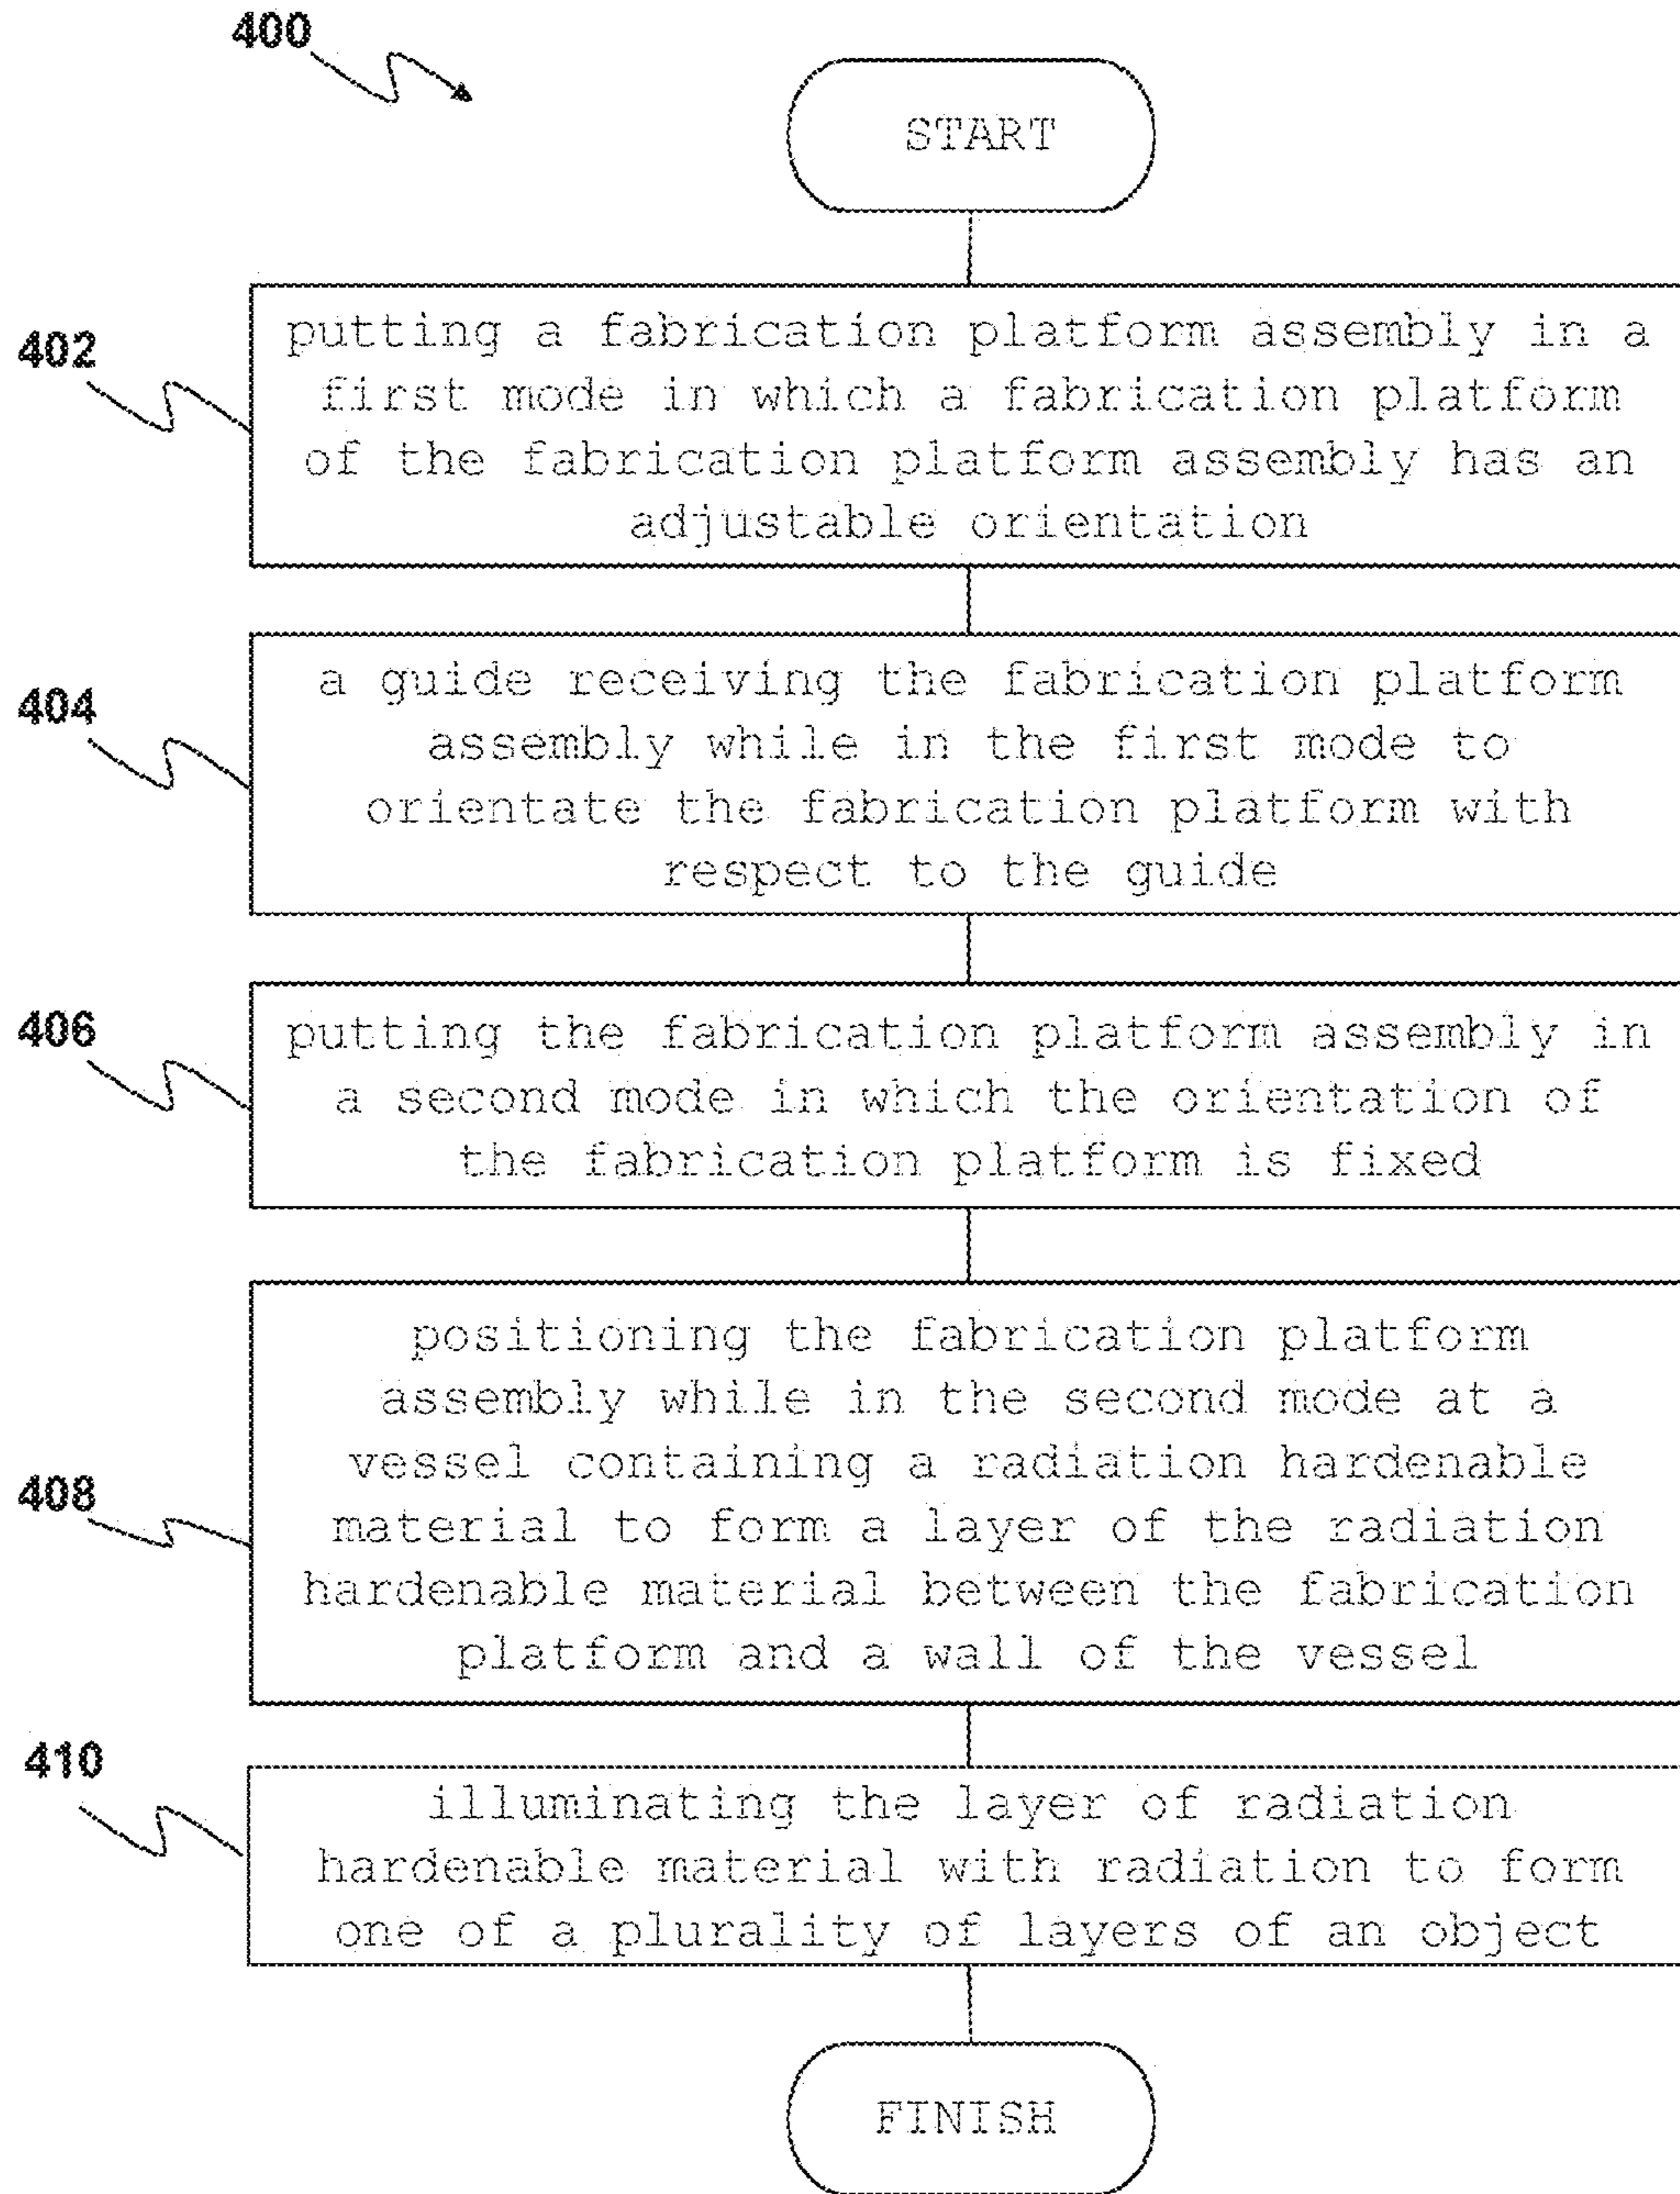 400
START
402
putting a fabrication platform assembly in a
first mode in which a fabrication platform
of the fabrication platform assembly has an
adjustable orientation
404
a guide receiving the fabrication platform
assembly while in the first mode to
orientate the fabrication platform with
respect to the guide
406
putting the fabrication platform assembly in
a second mode in which the orientation of
the fabrication platform is fixed
408
positioning the fabrication platform
assembly while in the second mode at a
vessel containing a radiation hardenable
material to form a layer of the radiation
hardenable material between the fabrication
platform and a wall of the vessel
410
illuminating the layer of radiation
hardenable material with radiation to form
one of a plurality of layers of an object
FINISH